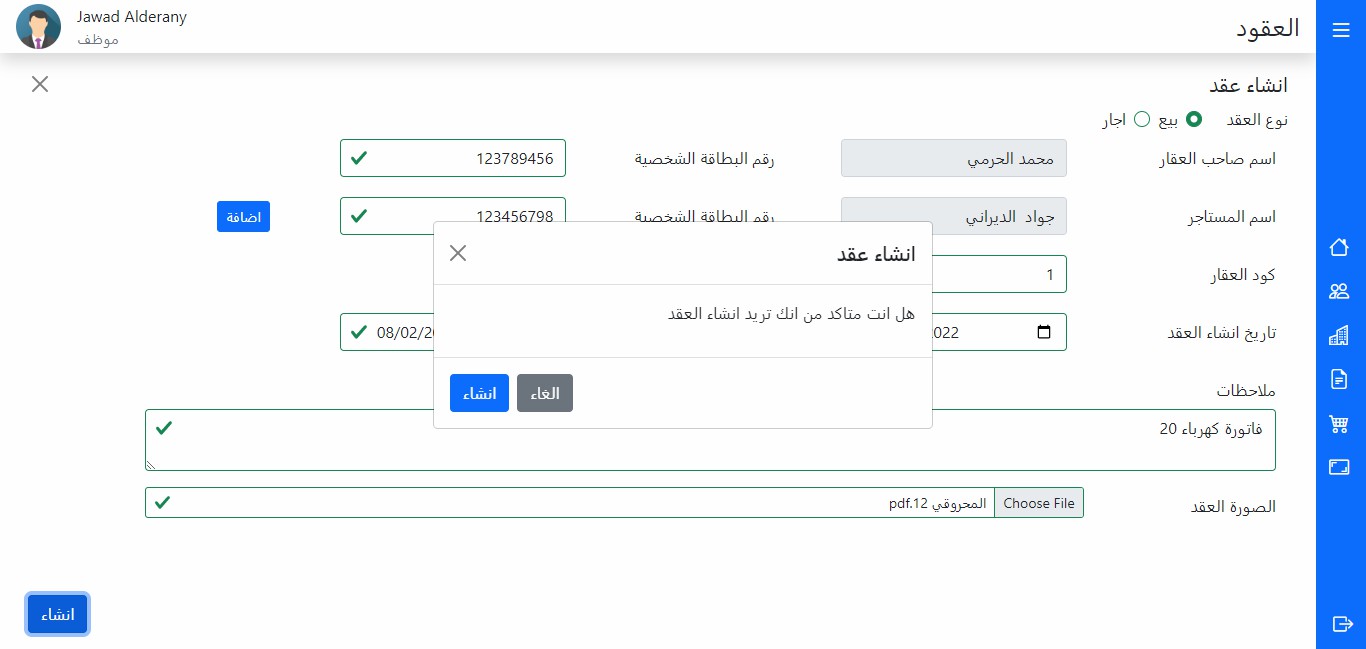 العقود
Jawad Alderany
موظف
انشاء عقد
نوع العقد بيع اجار
اسم صاحب العقار محمد الحرمي رقم البطاقة الشخصية 123789456
اسم المستاجر جواد الديراني رقم البطاقة الشخصية 123456798 اضافة
كود العقار 1
تاريخ انشاء العقد 08/02/
ملاحظات
فاتورة كهرباء 20
الصورة العقد Choose File المحروقي 12.pdf
انشاء
انشاء عقد
هل انت متاكد من انك تريد انشاء العقد
الغاء انشاء